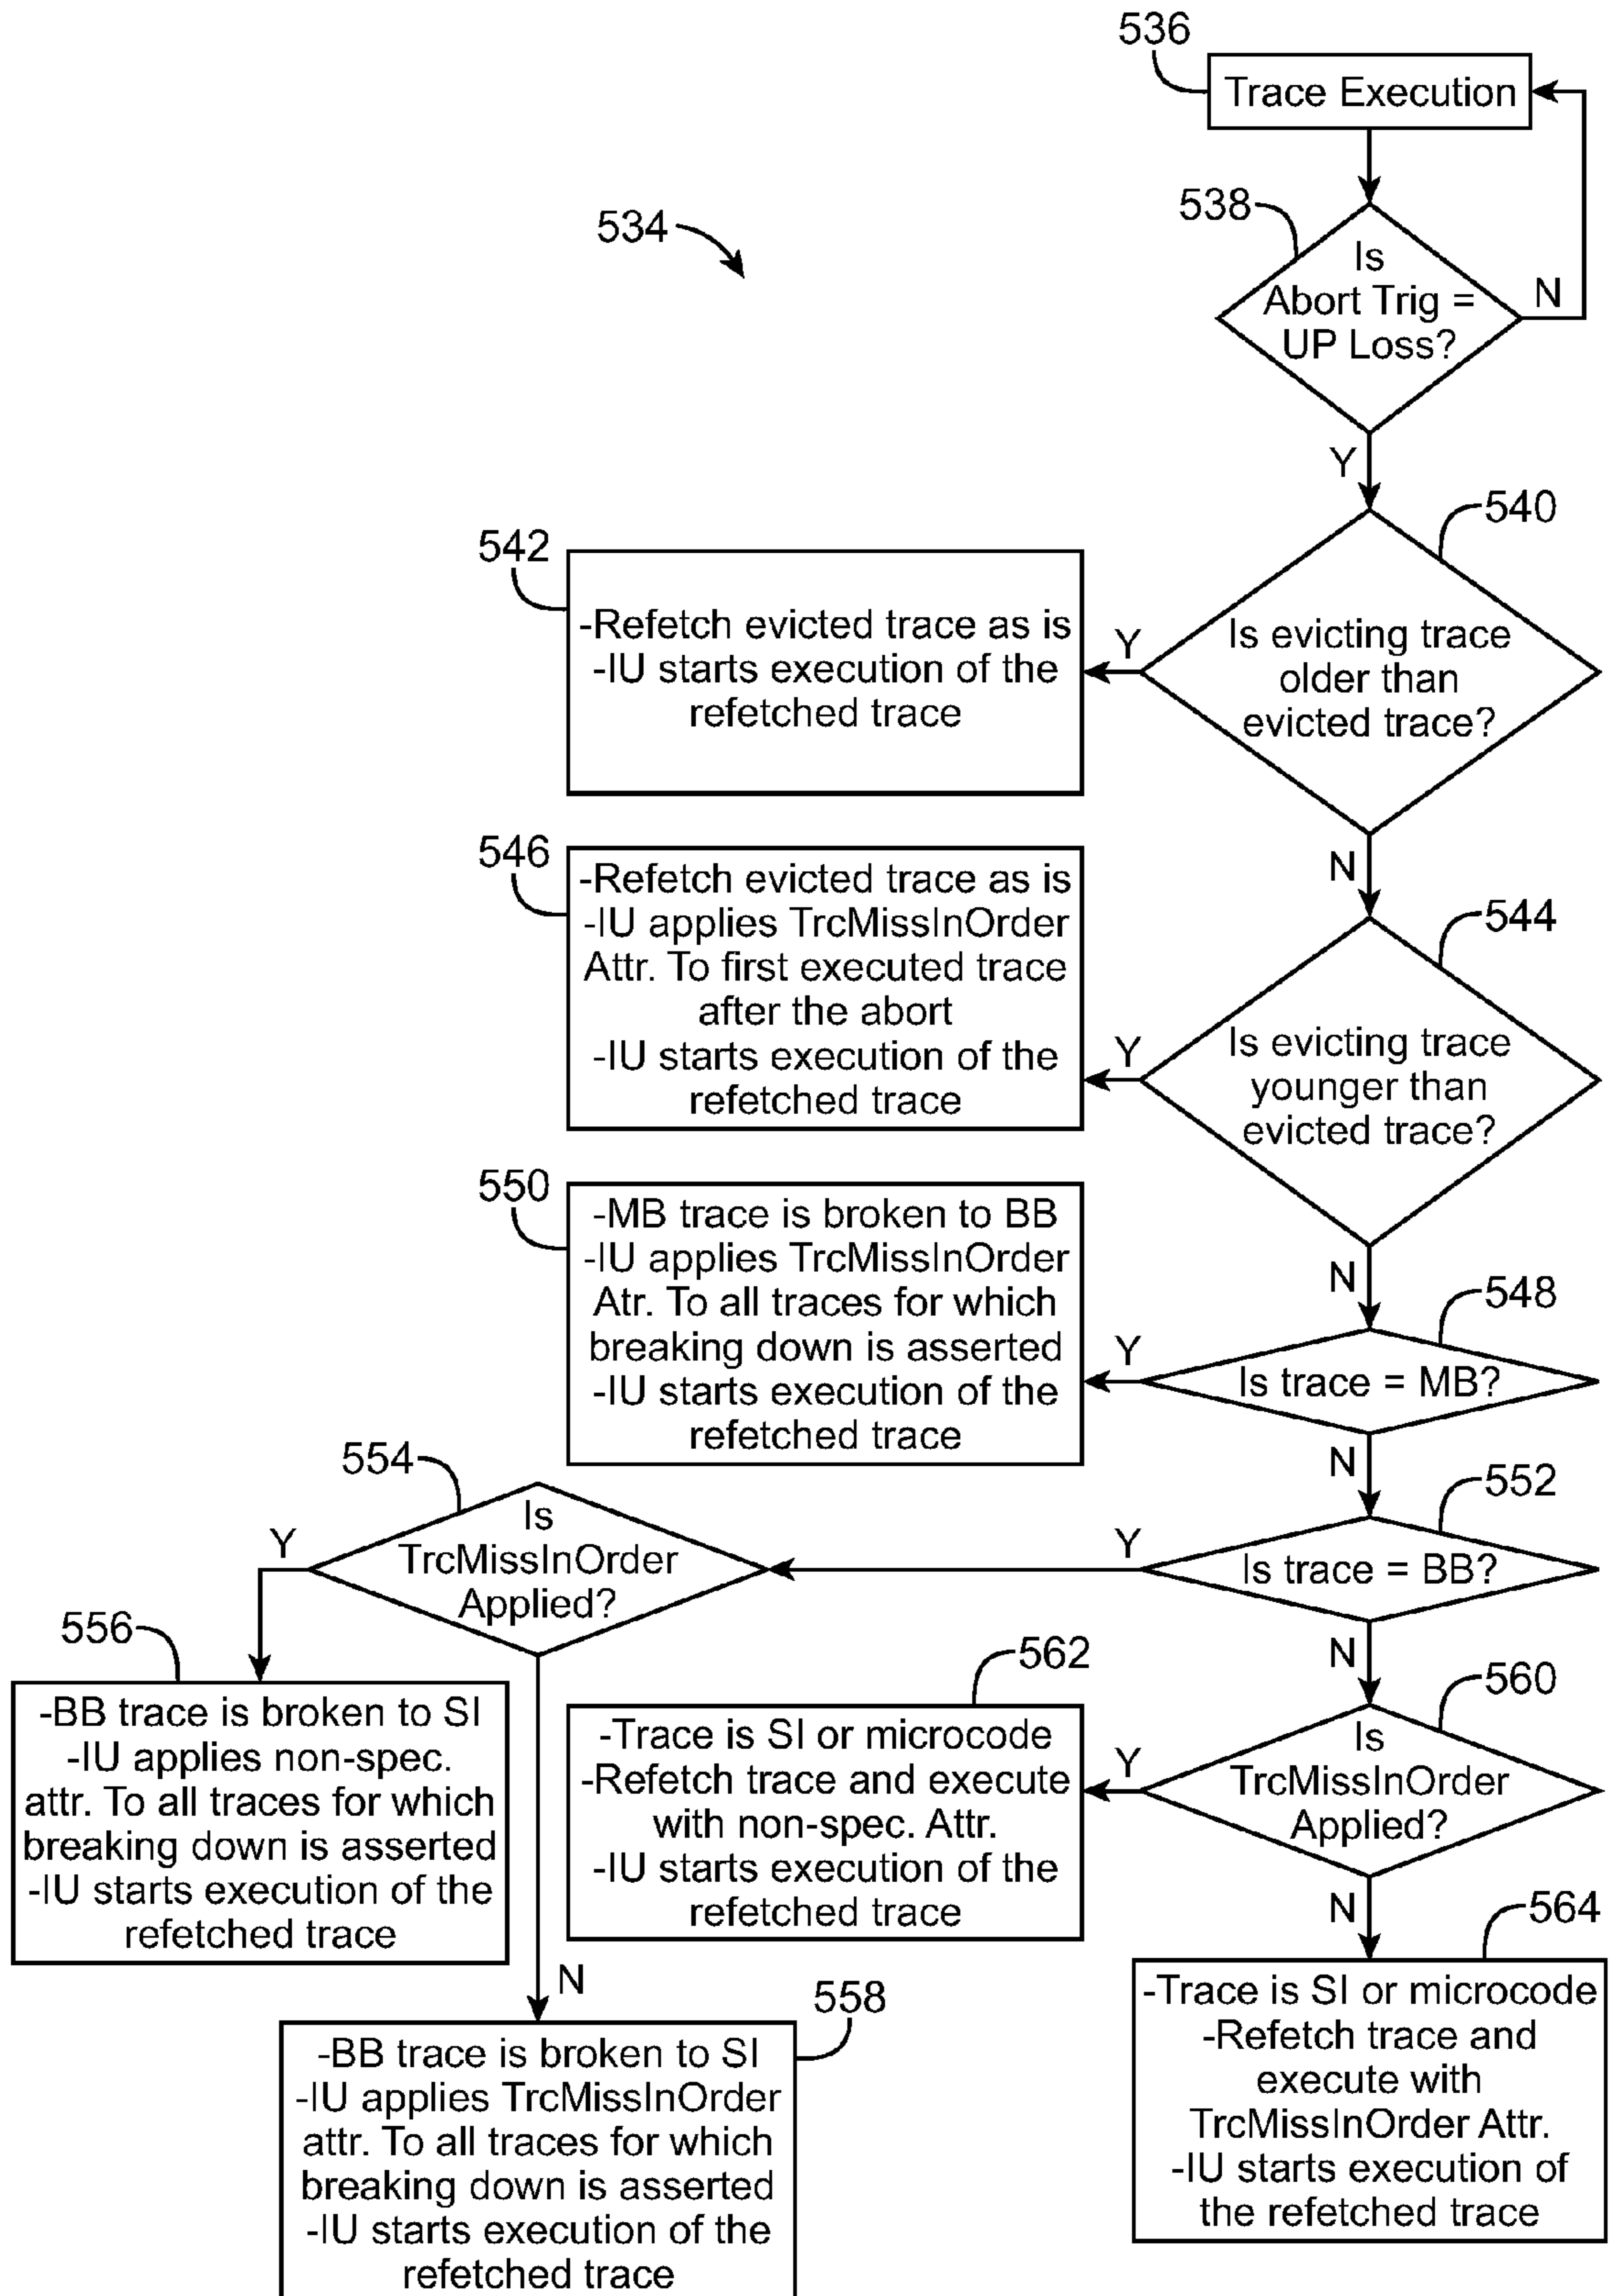 536
Trace Execution
538
Is
Abort Trig =
UP Loss?
N
534
Y
540
Is evicting trace
older than
evicted trace?
Y
542
-Refetch evicted trace as is
-IU starts execution of the
refetched trace
N
544
Is evicting trace
younger than
evicted trace?
Y
546
-Refetch evicted trace as is
-IU applies TrcMissInOrder
Attr. To first executed trace
after the abort
-IU starts execution of the
refetched trace
N
548
Is trace = MB?
Y
550
-MB trace is broken to BB
-IU applies TrcMissInOrder
Atr. To all traces for which
breaking down is asserted
-IU starts execution of the
refetched trace
N
552
Is trace = BB?
Y
554
Is
TrcMissInOrder
Applied?
Y
556
-BB trace is broken to SI
-IU applies non-spec.
attr. To all traces for which
breaking down is asserted
-IU starts execution of the
refetched trace
N
558
-BB trace is broken to SI
-IU applies TrcMissInOrder
attr. To all traces for which
breaking down is asserted
-IU starts execution of the
refetched trace
N
560
Is
TrcMissInOrder
Applied?
Y
562
-Trace is SI or microcode
-Refetch trace and execute
with non-spec. Attr.
-IU starts execution of the
refetched trace
N
564
-Trace is SI or microcode
-Refetch trace and
execute with
TrcMissInOrder Attr.
-IU starts execution of
the refetched trace